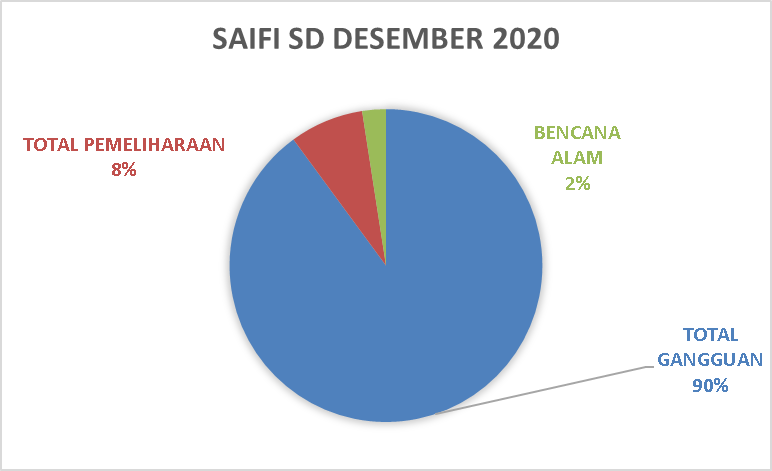 SAIFI SD DESEMBER 2020
TOTAL PEMELIHARAAN
8%
BENCANA
ALAM
2%
TOTAL
GANGGUAN
90%